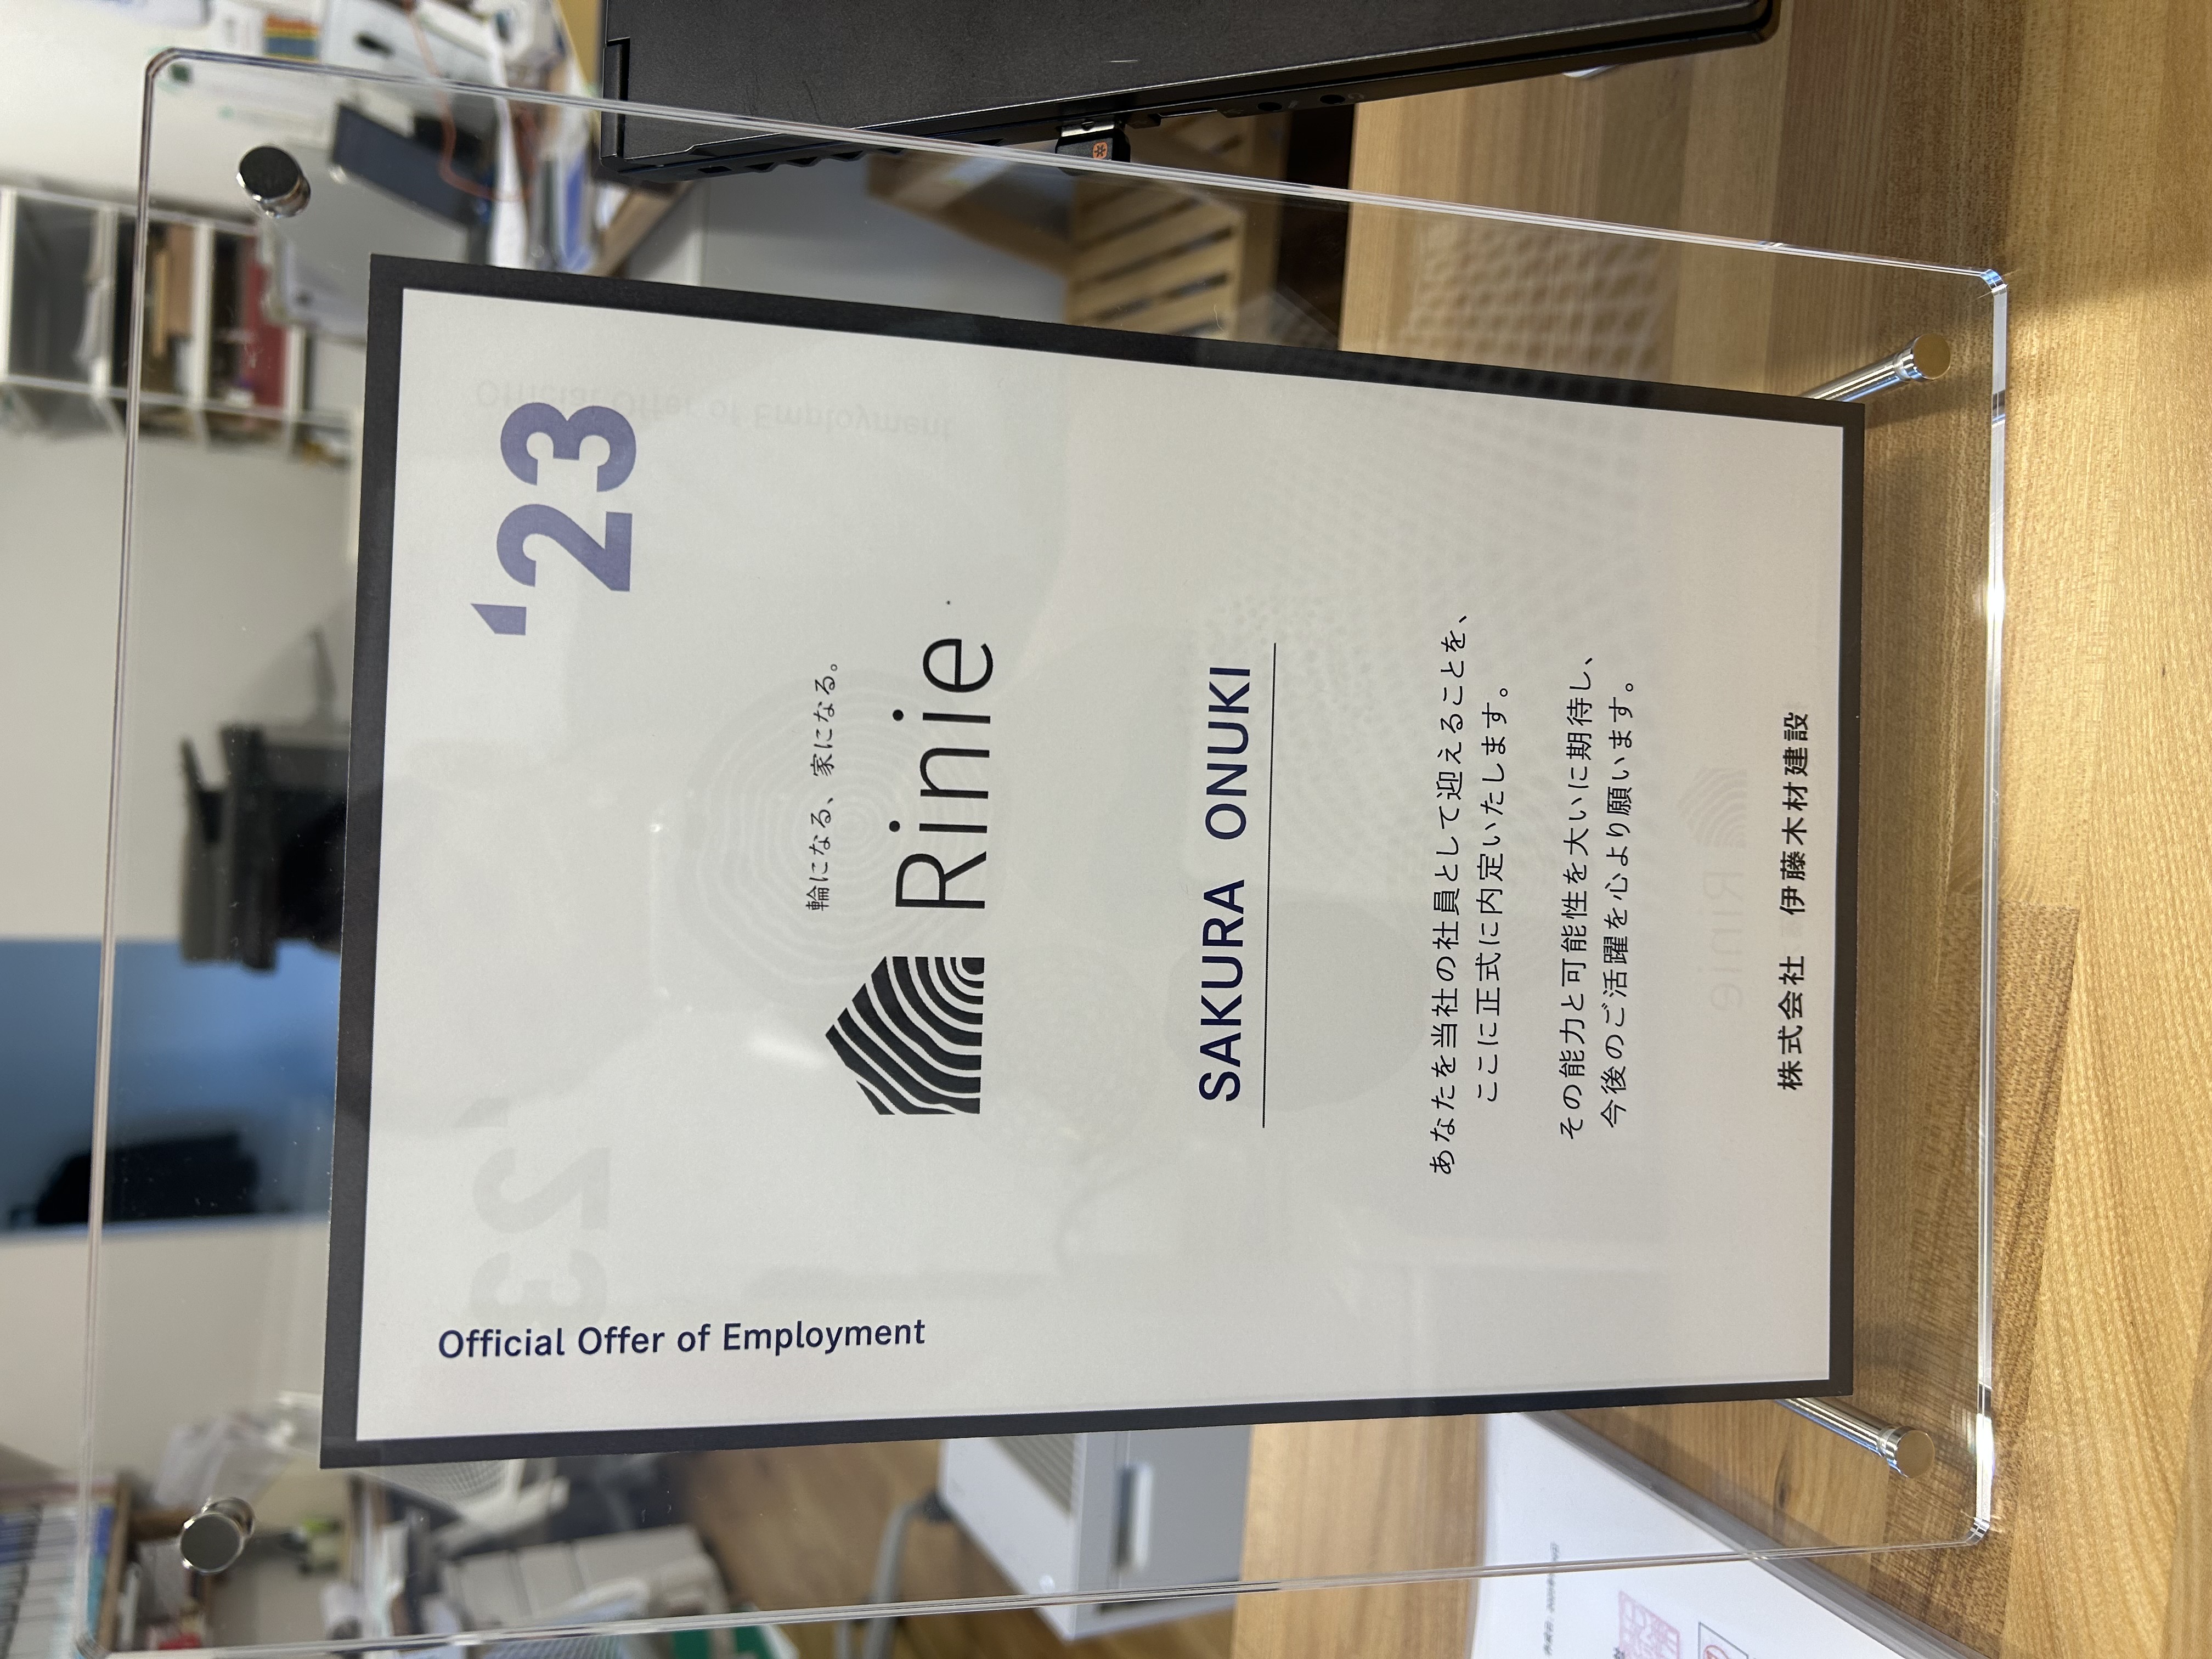 Official Offer of Employment
‘23
輪になる、家になる。
Rinie
SAKURA ONUKI
あなたを当社の社員として迎えることを、
ここに正式に内定いたします。
その能力と可能性を大いに期待し、
今後のご活躍を心より願います。
株式会社 伊藤木材建設